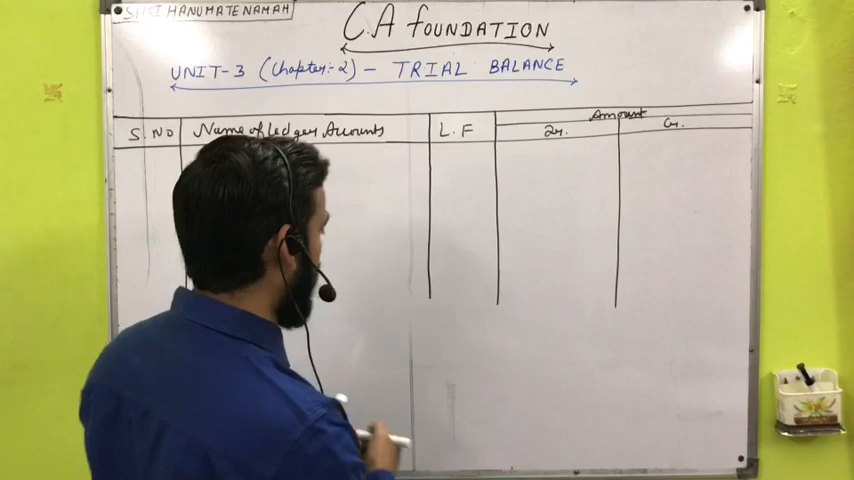 SHRI HANUMATE NAMAH
CA FOUNDATION
UNIT-3 (Chapter:-2) - TRIAL BALANCE
S.NO Name of Ledger Accounts L.F Amount
Dr. Cr.